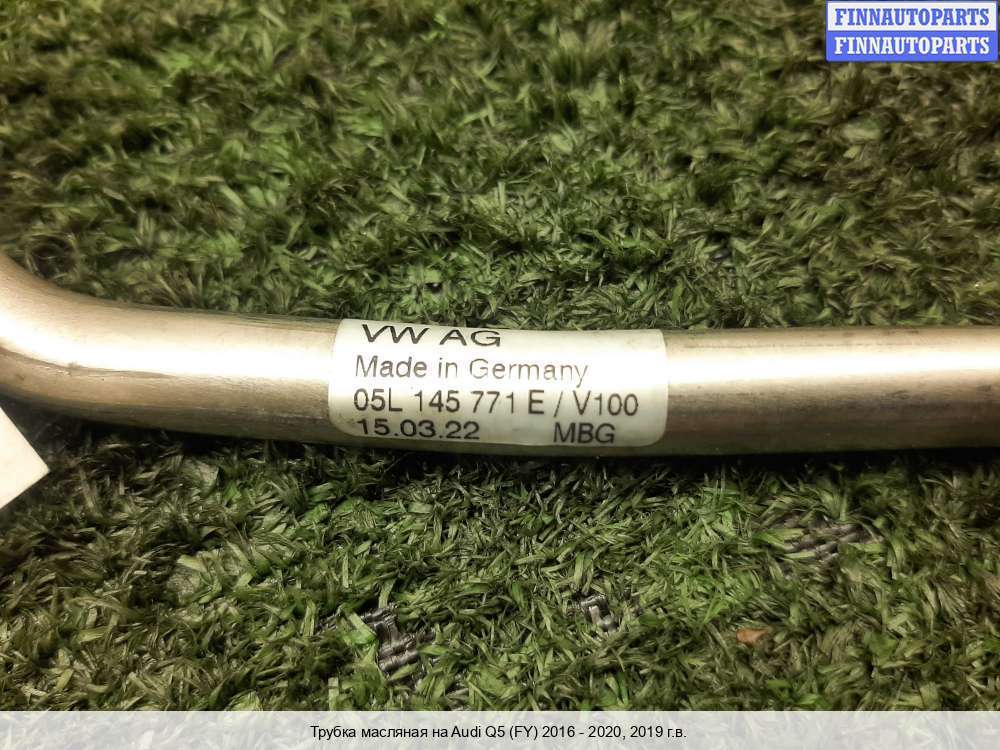 FINNAUTOPARTS
FINNAUTOPARTS
VW AG
Made in Germany
05L 145 771 E / V100
15.03.22 MBG
Трубка масляная на Audi Q5 (FY) 2016 - 2020, 2019 г.в.